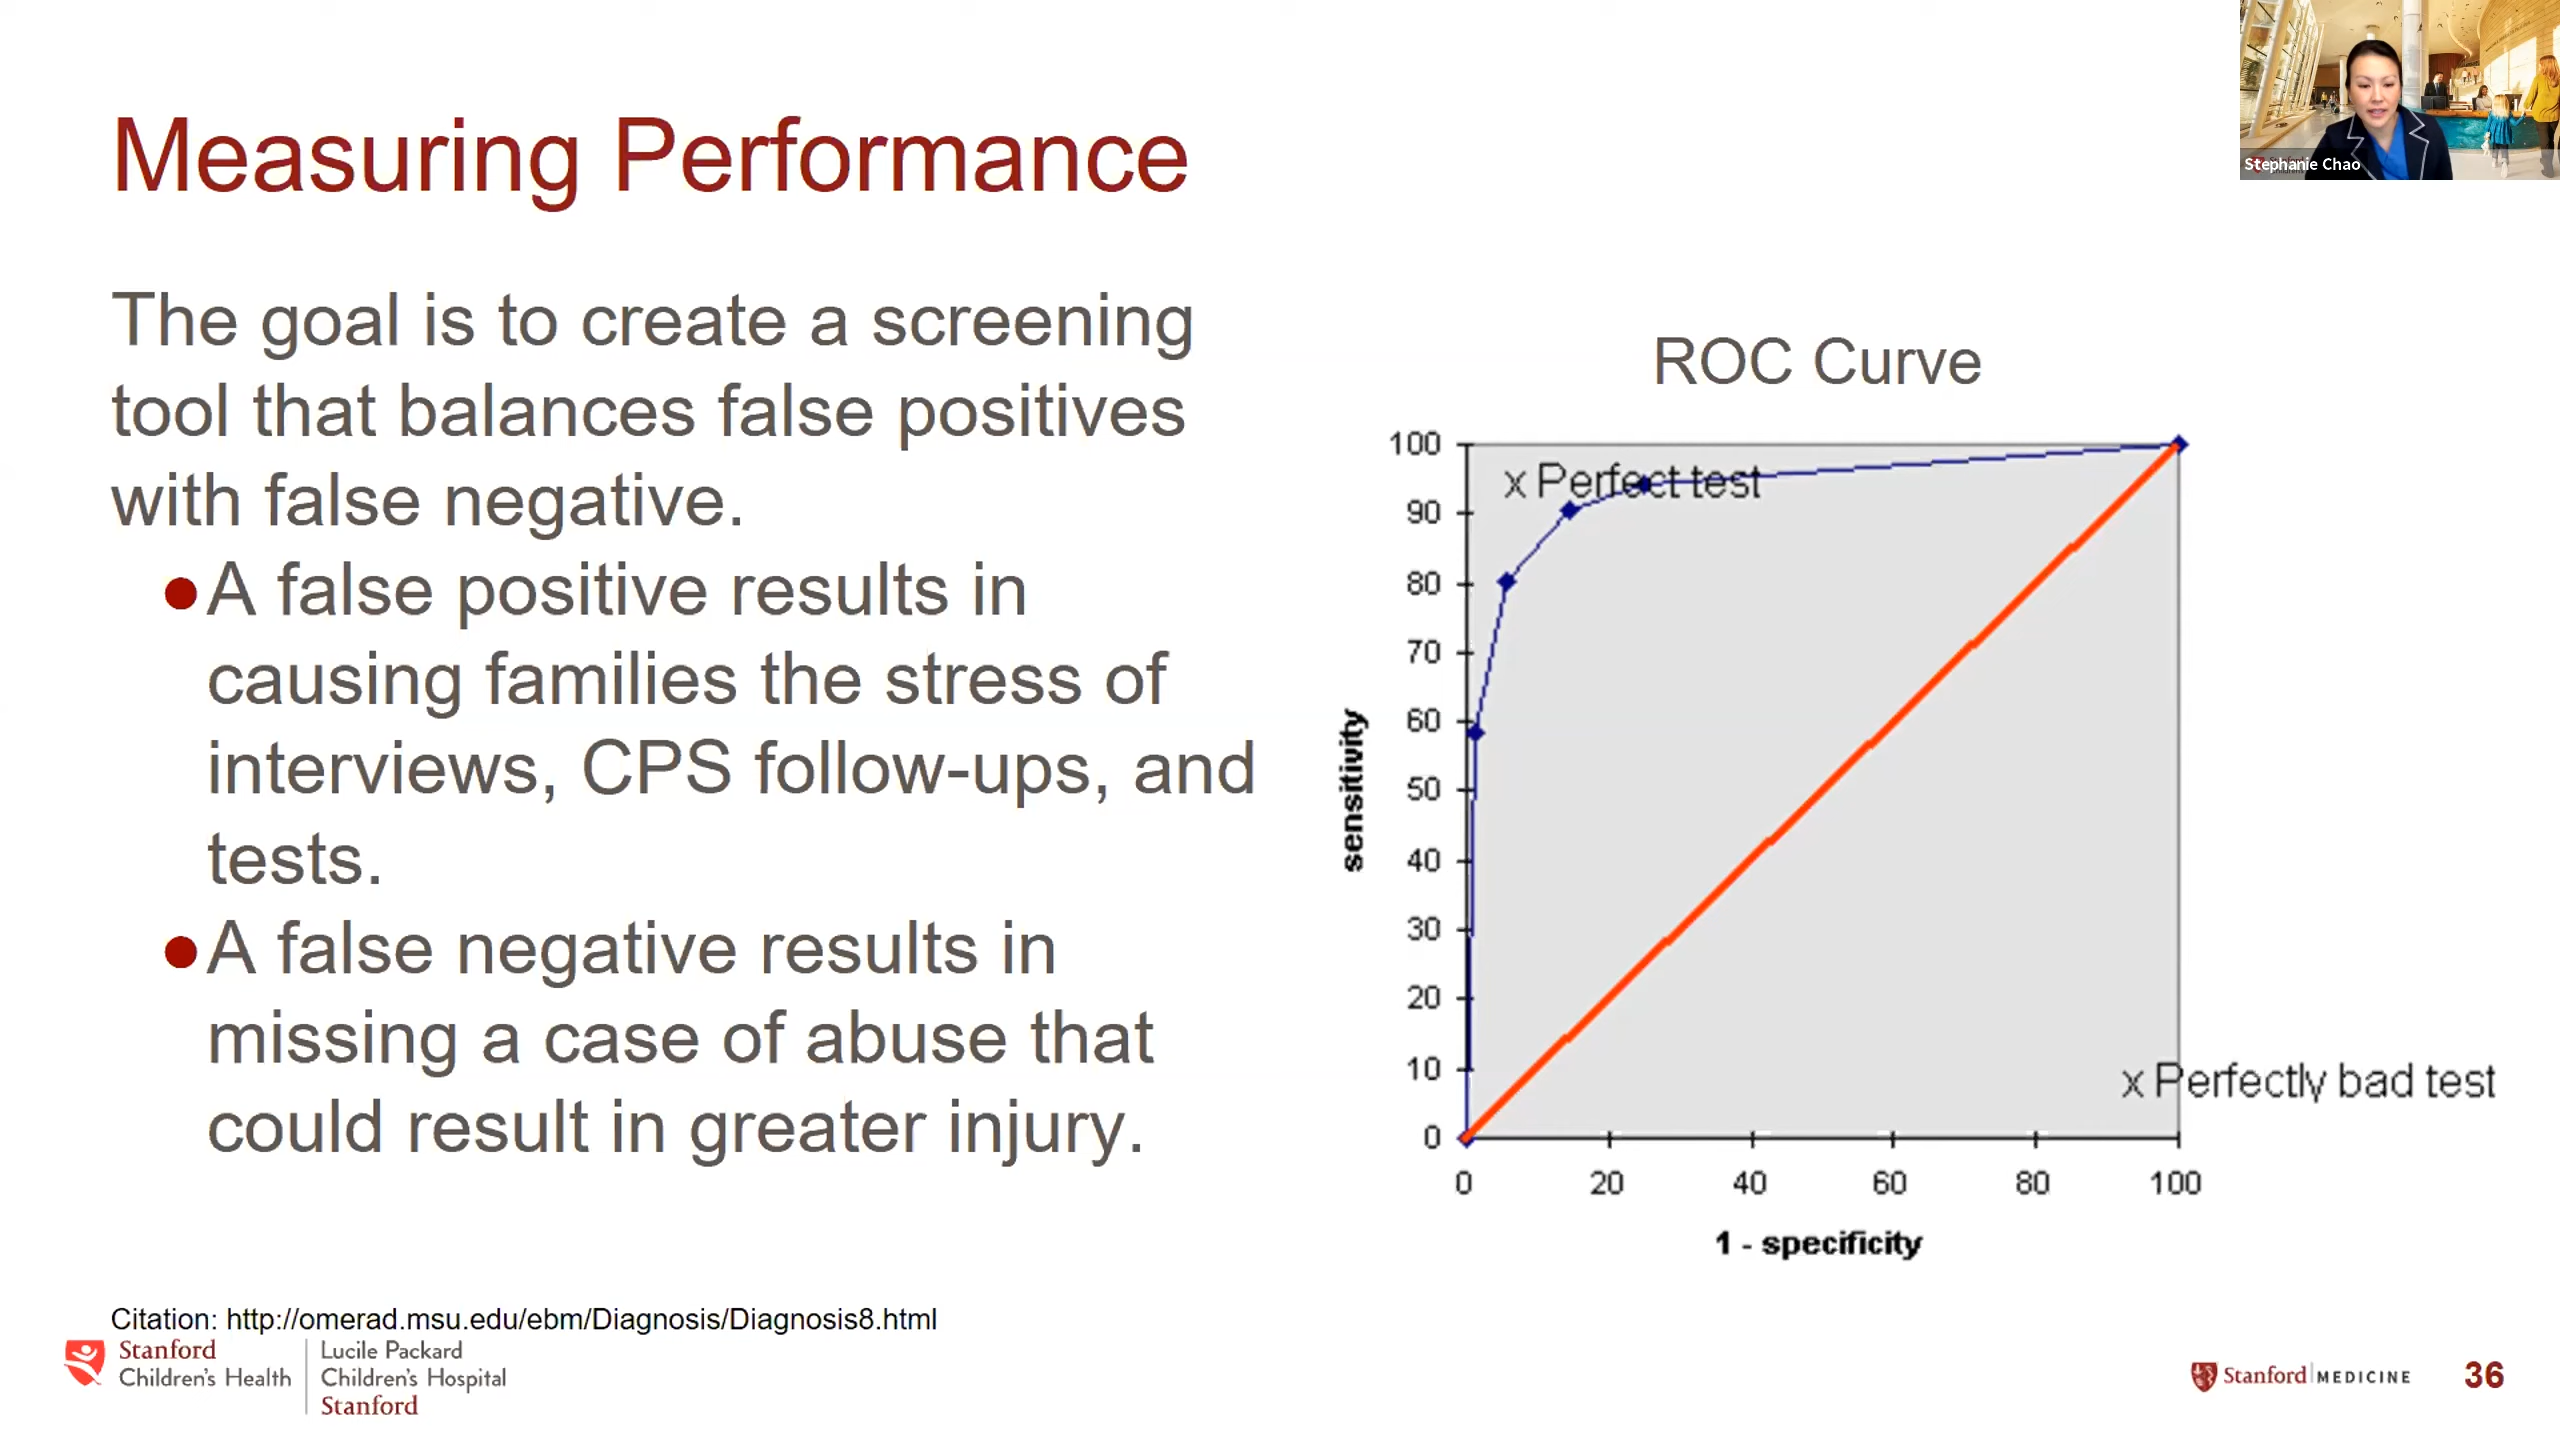 Measuring Performance
Stephanie Chao
The goal is to create a screening
tool that balances false positives
with false negative.
●A false positive results in
causing families the stress of
interviews, CPS follow-ups, and
tests.
●A false negative results in
missing a case of abuse that
could result in greater injury.
ROC Curve
100
x Perfect test
90
80
70
60
50
40
30
20
10
0
sensitivity
x Perfectly bad test
0 20 40 60 80 100
1 - specificity
Citation: http://omerad.msu.edu/ebm/Diagnosis/Diagnosis8.html
Stanford
Children's Health
Lucile Packard
Children's Hospital
Stanford
Stanford MEDICINE
36